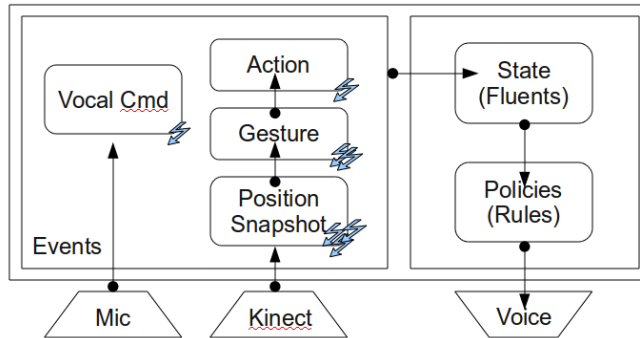 Action
State
(Fluents)
Vocal Cmd
Gesture
Position
Snapshot
Policies
(Rules)
Events
Mic
Kinect
Voice